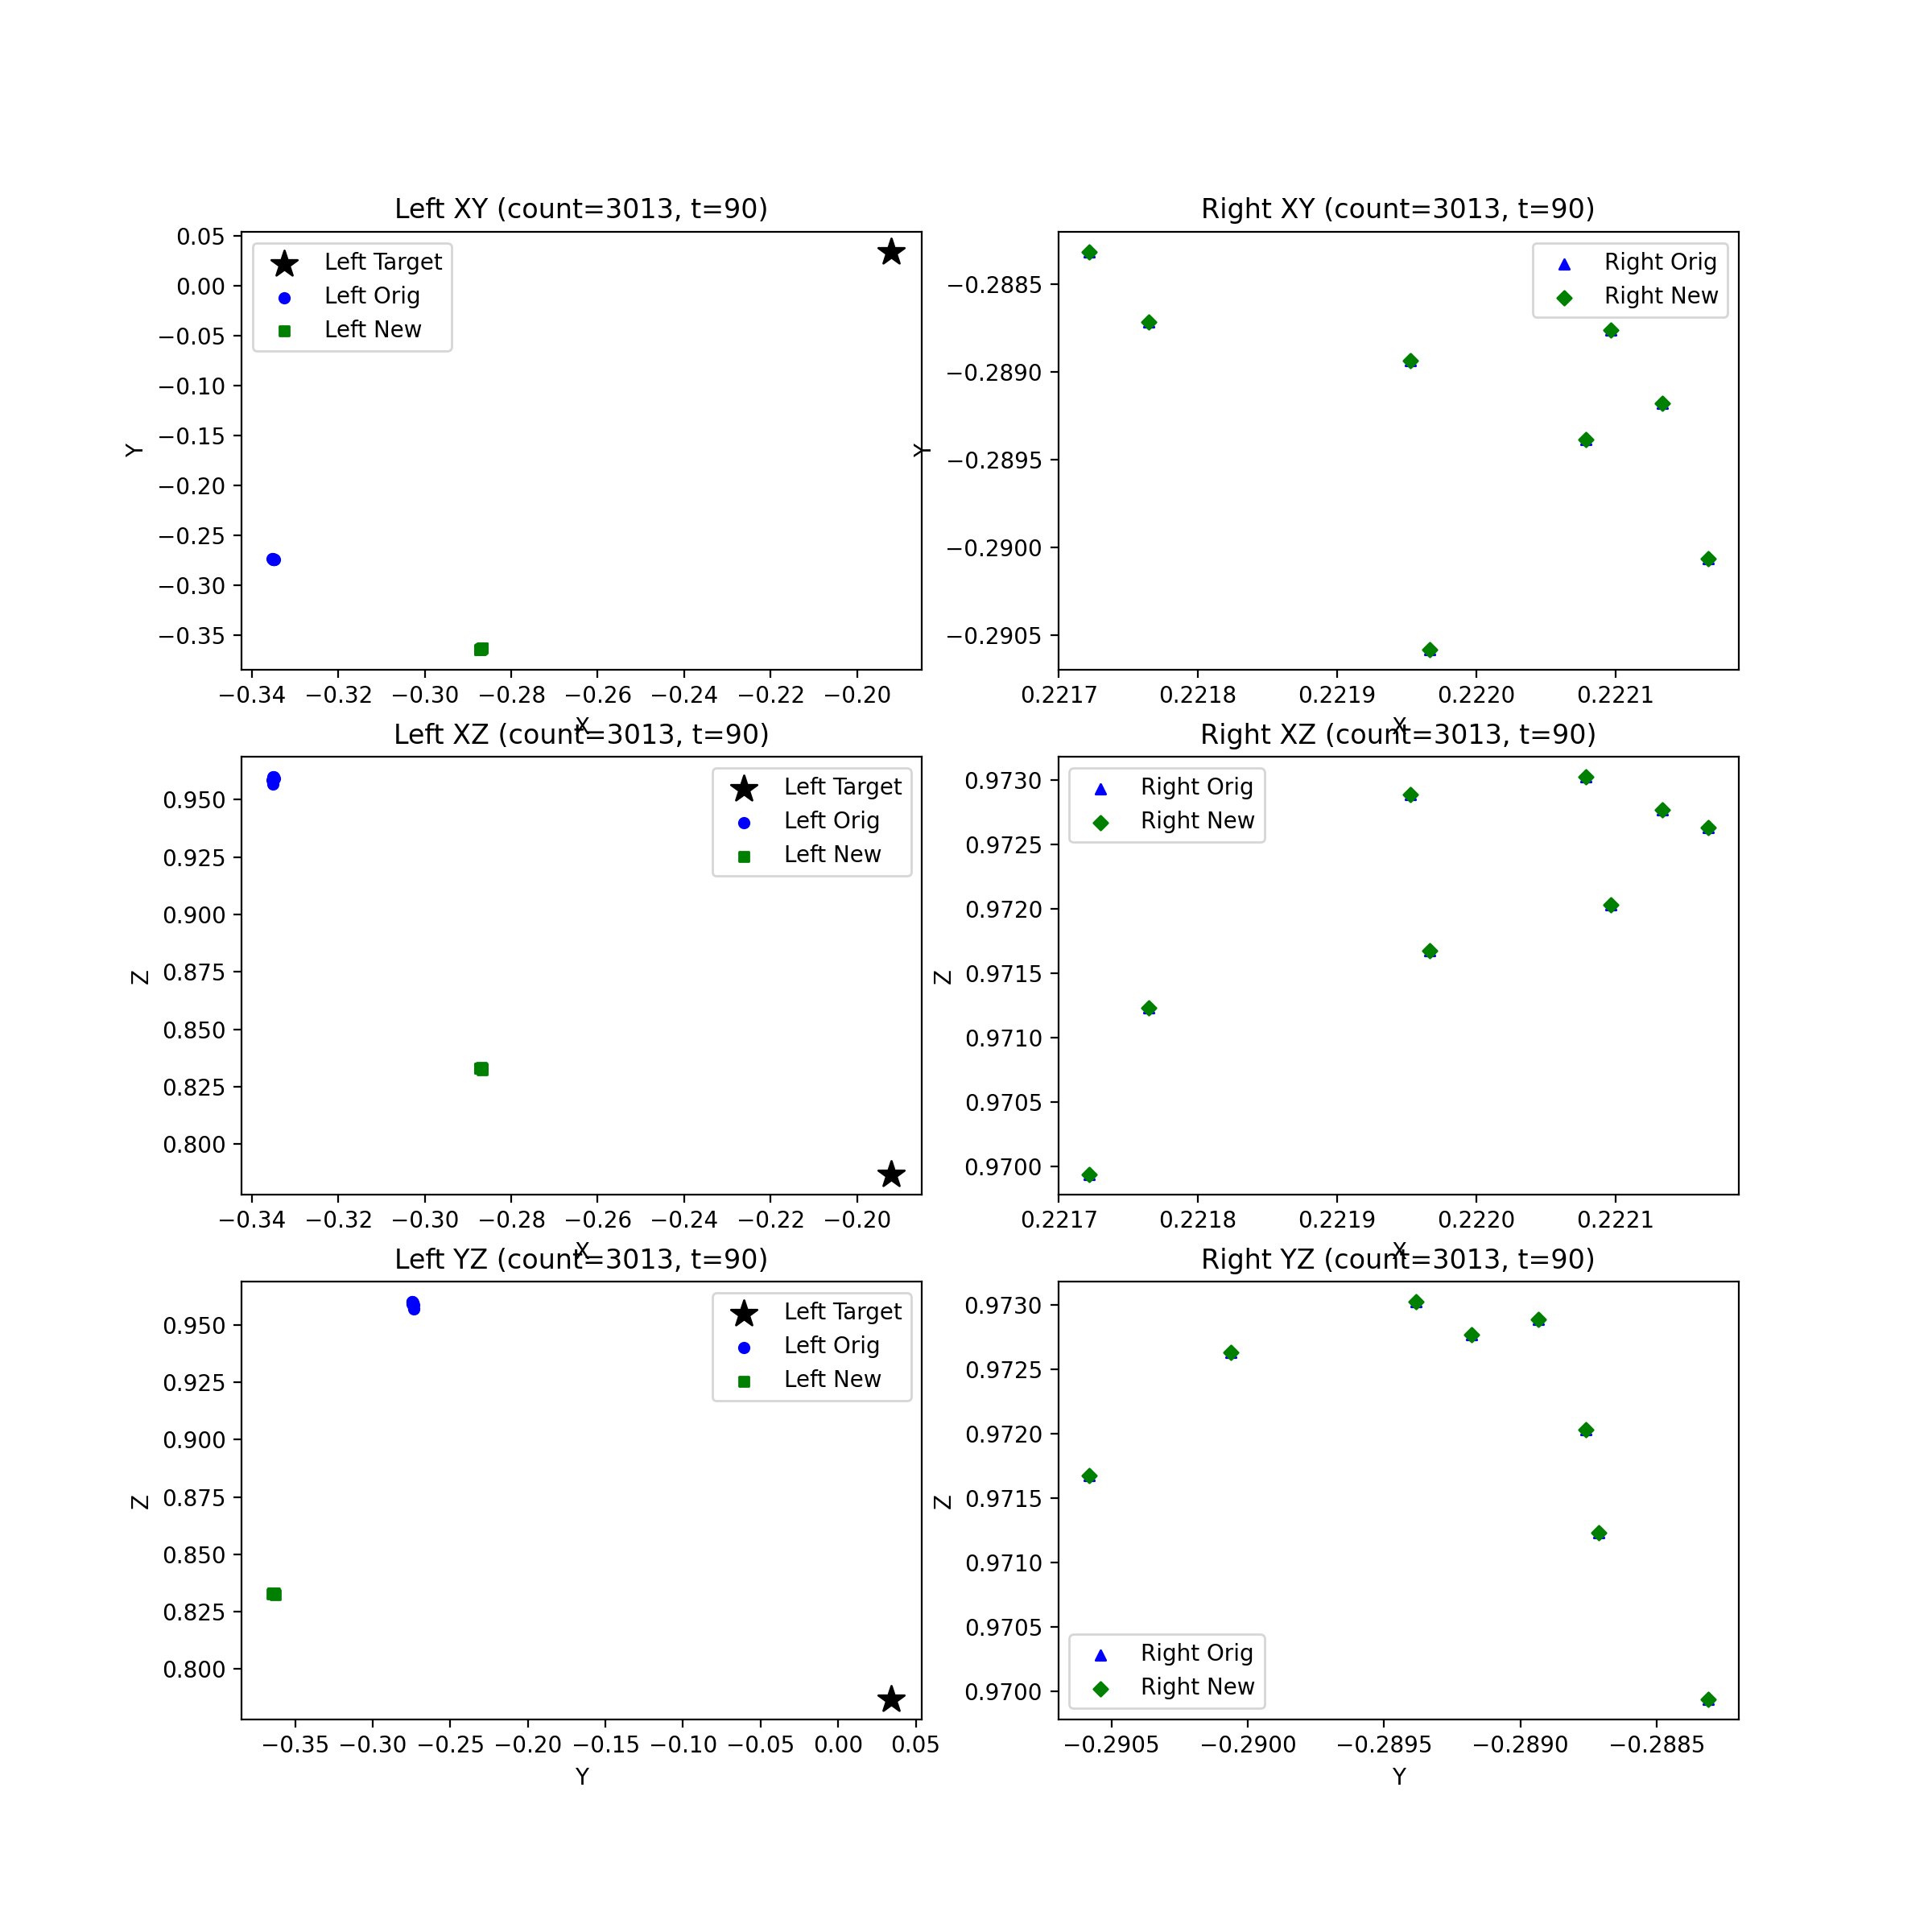 Left XY (count=3013, t=90)
0.05
0.00
−0.05
−0.10
−0.15
−0.20
−0.25
−0.30
−0.35
Y
Left Target
Left Orig
Left New
−0.34 −0.32 −0.30 −0.28 −0.26 −0.24 −0.22 −0.20
X
Right XY (count=3013, t=90)
−0.2885
−0.2890
−0.2895
−0.2900
−0.2905
Y
Right Orig
Right New
0.2217 0.2218 0.2219 0.2220 0.2221
X
Left XZ (count=3013, t=90)
0.950
0.925
0.900
0.875
0.850
0.825
0.800
Z
Left Target
Left Orig
Left New
−0.34 −0.32 −0.30 −0.28 −0.26 −0.24 −0.22 −0.20
X
Right XZ (count=3013, t=90)
0.9730
0.9725
0.9720
0.9715
0.9710
0.9705
0.9700
Z
Right Orig
Right New
0.2217 0.2218 0.2219 0.2220 0.2221
X
Left YZ (count=3013, t=90)
0.950
0.925
0.900
0.875
0.850
0.825
0.800
Z
Left Target
Left Orig
Left New
−0.35 −0.30 −0.25 −0.20 −0.15 −0.10 −0.05 0.00 0.05
Y
Right YZ (count=3013, t=90)
0.9730
0.9725
0.9720
0.9715
0.9710
0.9705
0.9700
Z
Right Orig
Right New
−0.2905 −0.2900 −0.2895 −0.2890 −0.2885
Y